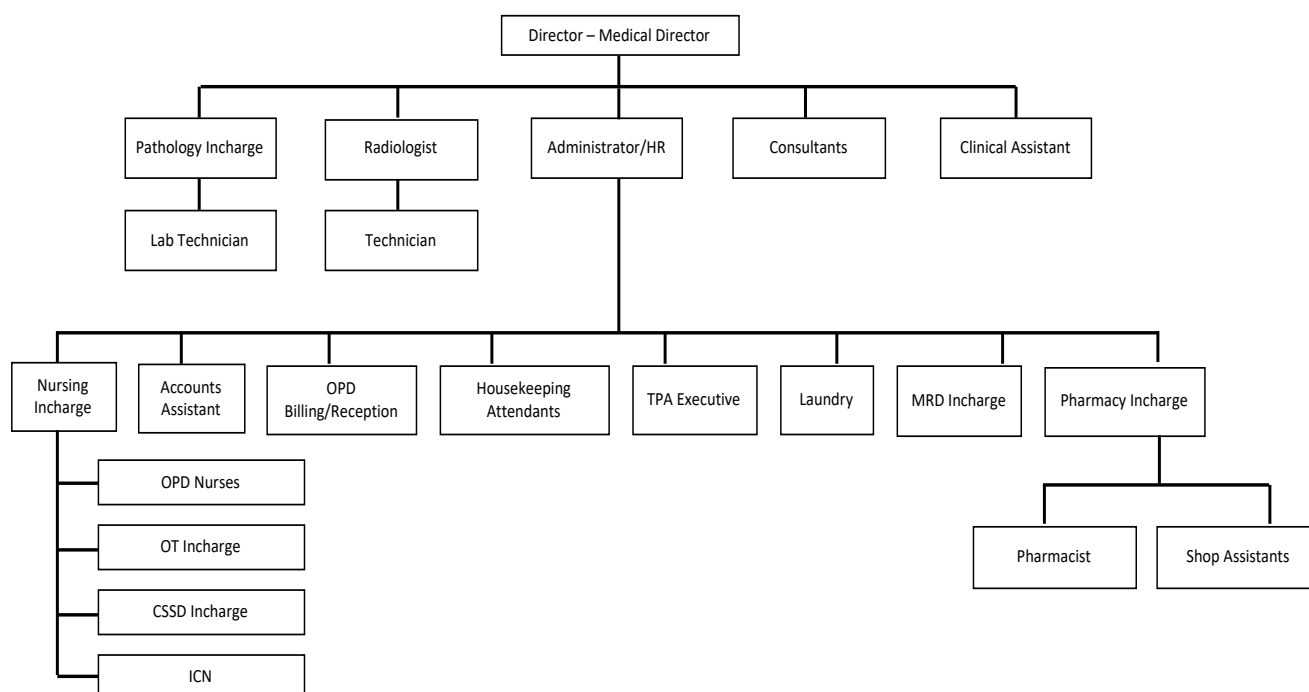 Director – Medical Director
Pathology Incharge
Radiologist
Administrator/HR
Consultants
Clinical Assistant
Lab Technician
Technician
Nursing
Incharge
Accounts
Assistant
OPD
Billing/Reception
Housekeeping
Attendants
TPA Executive
Laundry
MRD Incharge
Pharmacy Incharge
OPD Nurses
OT Incharge
CSSD Incharge
ICN
Pharmacist
Shop Assistants